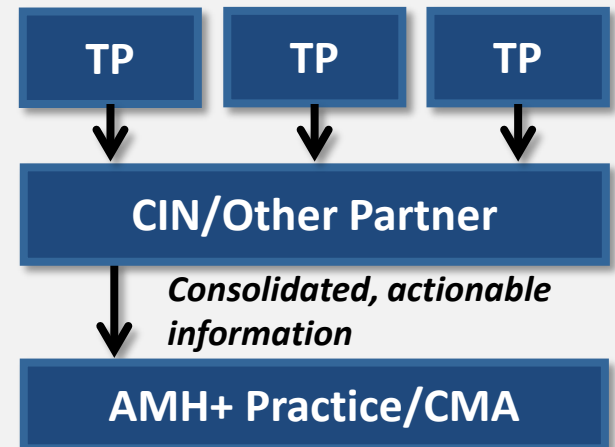 TP TP TP
CIN/Other Partner
Consolidated, actionable
information
AMH+ Practice/CMA